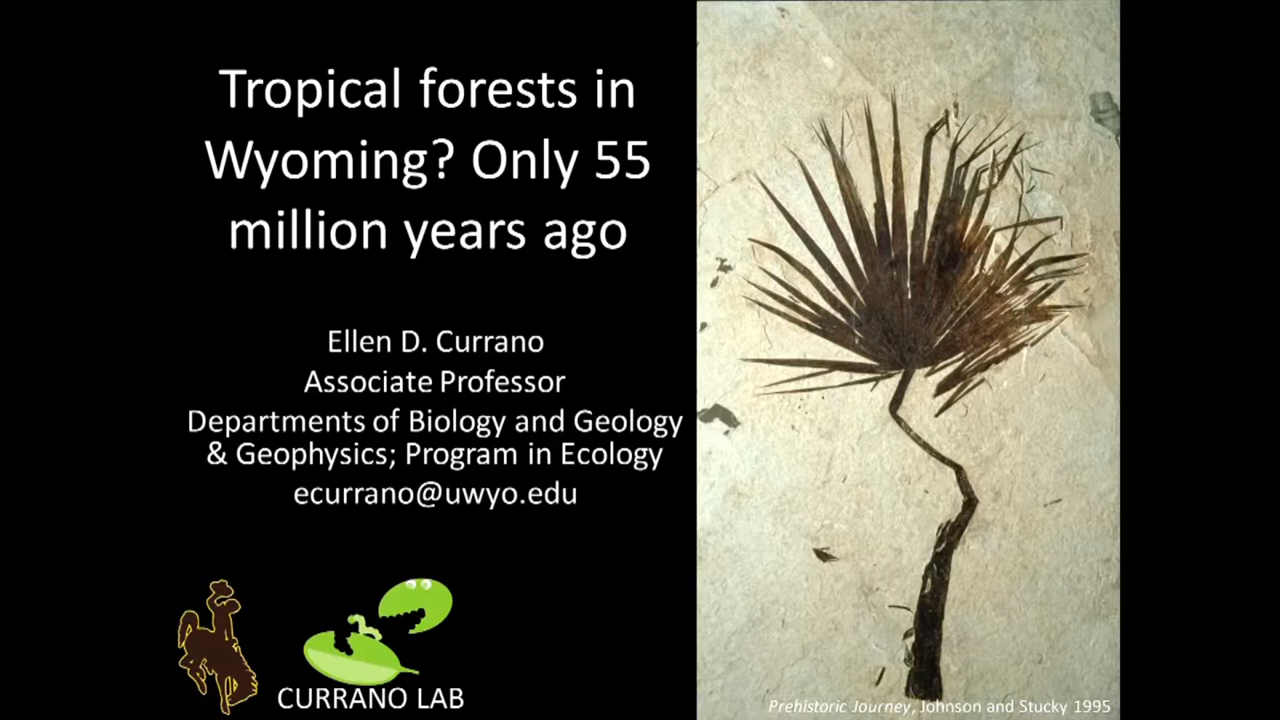 Tropical forests in
Wyoming? Only 55
million years ago
Ellen D. Currano
Associate Professor
Departments of Biology and Geology
& Geophysics; Program in Ecology
ecurrano@uwyo.edu
CURRANO LAB
Prehistoric Journey, Johnson and Stucky 1995